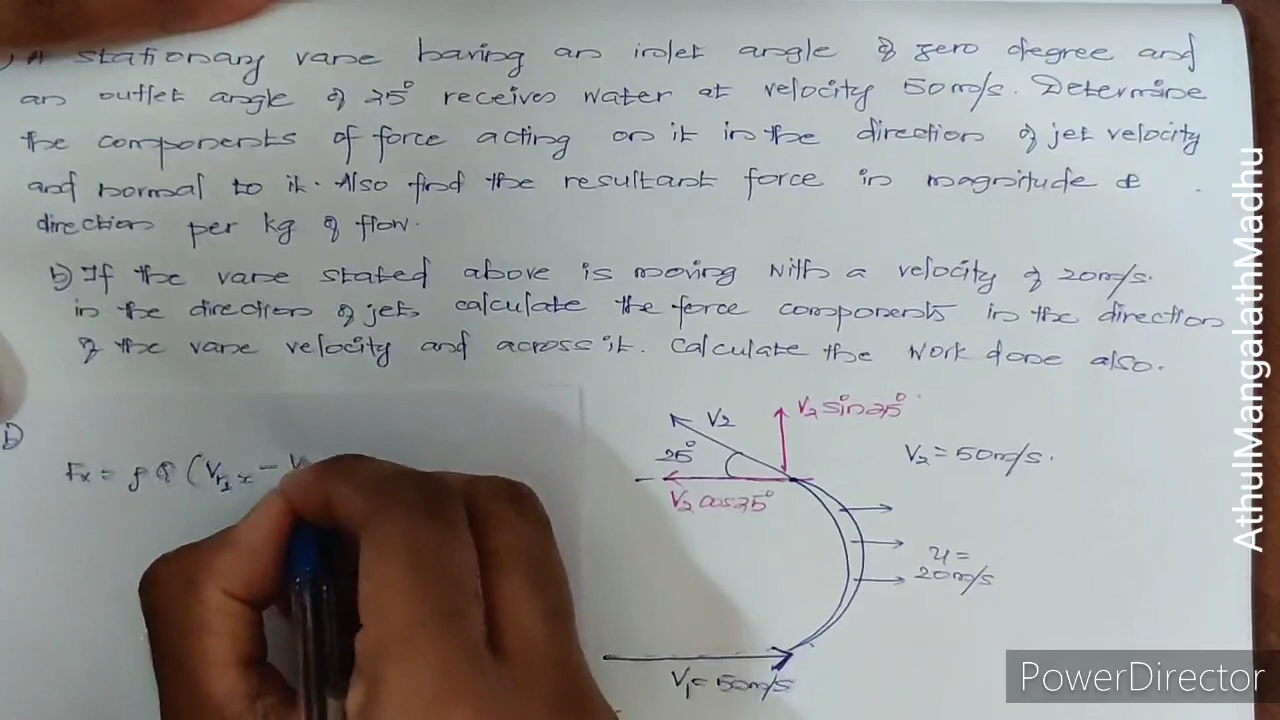 A stationary vane having an inlet angle of zero degree and
an outlet angle of 25° receives water at velocity 50m/s. Determine
the components of force acting on it in the direction of jet velocity
and normal to it. Also find the resultant force in magnitude &
direction per kg of flow.
b) If the vane stated above is moving with a velocity of 20m/s.
in the direction of jet, calculate the force components in the direction
of the vane velocity and across it. Calculate the work done also.
V2 sin25°
V2
25°
V2 = 50m/s.
V2 cos25°
Fx = ρQ (Vr1x - V
u =
20m/s
V1 = 50m/s
AthulMangalathMadhu
PowerDirector